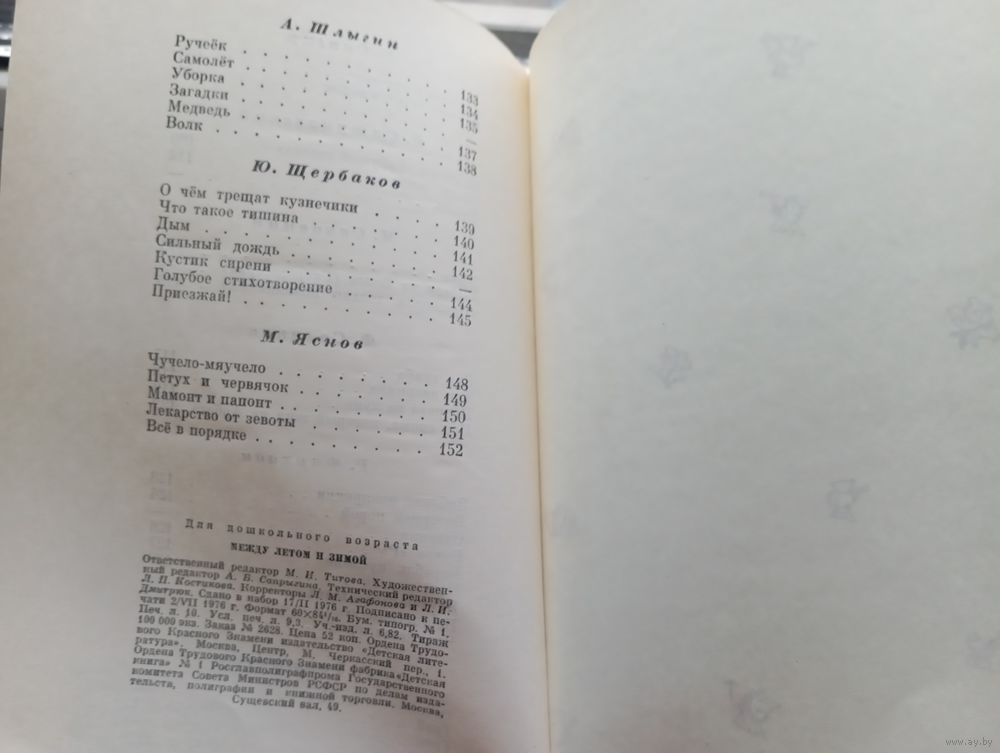 А. Шлыгин
Ручеёк . . . . . . . . . . . . 133
Самолёт . . . . . . . . . . . . 134
Уборка . . . . . . . . . . . . 135
Загадки . . . . . . . . . . . . —
Медведь . . . . . . . . . . . . 137
Волк . . . . . . . . . . . . 138
Ю. Щербаков
О чём трещат кузнечики . . . . 139
Что такое тишина . . . . . . . 140
Дым . . . . . . . . . . . . 141
Сильный дождь . . . . . . . . 142
Кустик сирени . . . . . . . . —
Голубое стихотворение . . . . . 144
Приезжай! . . . . . . . . . . 145
М. Яснов
Чучело-мяучело . . . . . . . . 148
Петух и червячок . . . . . . . 149
Мамонт и папонт . . . . . . . 150
Лекарство от зевоты . . . . . . 151
Всё в порядке . . . . . . . . 152
Для дошкольного возраста
МЕЖДУ ЛЕТОМ И ЗИМОЙ
Ответственный редактор М. И. Титова. Художествен-
ный редактор А. Б. Сапрыгина. Технический редактор
Л. П. Костикова. Корректоры Л. М. Агафонова и Л. И.
Дмитрюк. Сдано в набор 17/II 1976 г. Подписано к пе-
чати 2/VII 1976 г. Формат 60×84¹/₁₆. Бум. типогр. № 1.
Печ. л. 10. Усл. печ. л. 9,3. Уч.-изд. л. 6,82. Тираж
100 000 экз. Заказ № 2628. Цена 52 коп. Ордена Трудо-
вого Красного Знамени издательство «Детская лите-
ратура». Москва, Центр, М. Черкасский пер., 1.
Ордена Трудового Красного Знамени фабрика «Детская
книга» № 1 Росглавполиграфпрома Государственного
комитета Совета Министров РСФСР по делам изда-
тельств, полиграфии и книжной торговли. Москва,
Сущевский вал, 49.
www.ay.by